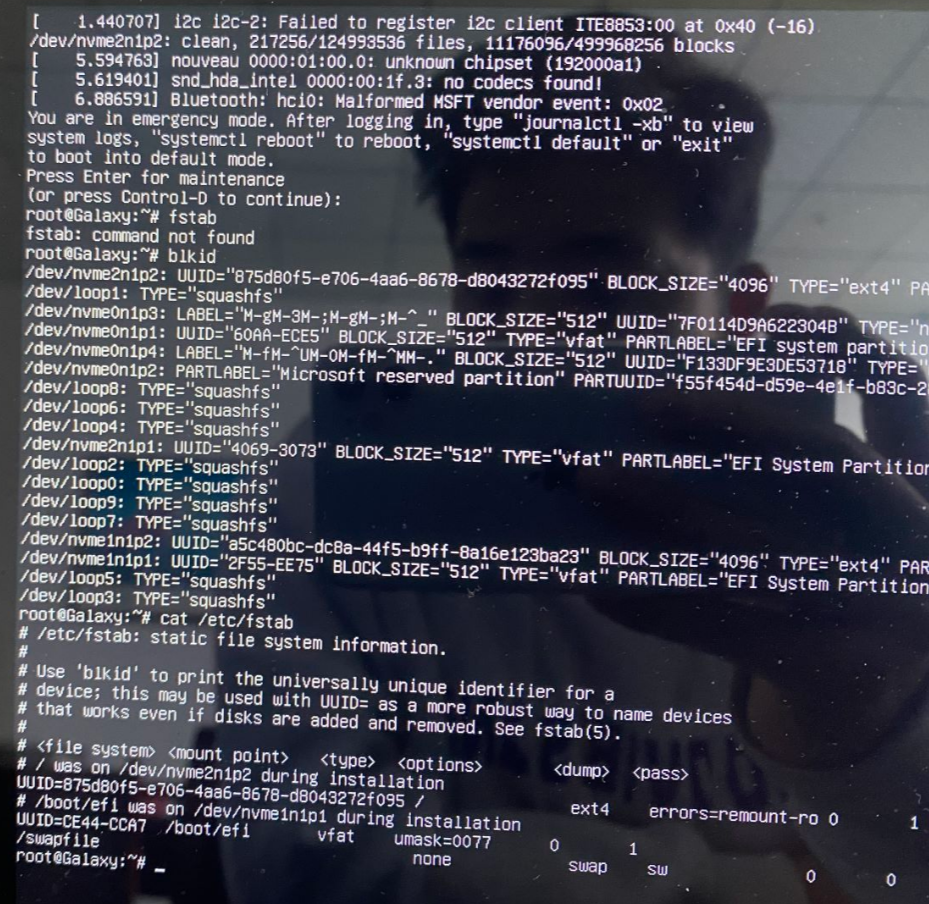 [    1.440707] i2c i2c-2: Failed to register i2c client ITE8853:00 at 0x40 (-16)
/dev/nvme2n1p2: clean, 217256/124993536 files, 11176096/499968256 blocks
[    5.594763] nouveau 0000:01:00.0: unknown chipset (192000a1)
[    5.619401] snd_hda_intel 0000:00:1f.3: no codecs found!
[    6.886591] Bluetooth: hci0: Malformed MSFT vendor event: 0x02
You are in emergency mode. After logging in, type "journalctl -xb" to view
system logs, "systemctl reboot" to reboot, "systemctl default" or "exit"
to boot into default mode.
Press Enter for maintenance
(or press Control-D to continue):
root@Galaxy:~# fstab
fstab: command not found
root@Galaxy:~# blkid
/dev/nvme2n1p2: UUID="875d80f5-e706-4aa6-8678-d8043272f095" BLOCK_SIZE="4096" TYPE="ext4" PA
/dev/loop1: TYPE="squashfs"
/dev/nvme0n1p3: LABEL="M-gM-3M-;M-gM-;M-^_" BLOCK_SIZE="512" UUID="7F0114D9A622304B" TYPE="n
/dev/nvme0n1p1: UUID="60AA-ECE5" BLOCK_SIZE="512" TYPE="vfat" PARTLABEL="EFI system partitio
/dev/nvme0n1p4: LABEL="M-fM-^UM-0M-fM-^MM-." BLOCK_SIZE="512" UUID="F133DF9E3DE53718" TYPE="
/dev/nvme0n1p2: PARTLABEL="Microsoft reserved partition" PARTUUID="f55f454d-d59e-4e1f-b83c-2
/dev/loop8: TYPE="squashfs"
/dev/loop6: TYPE="squashfs"
/dev/loop4: TYPE="squashfs"
/dev/nvme2n1p1: UUID="4069-3073" BLOCK_SIZE="512" TYPE="vfat" PARTLABEL="EFI System Partition
/dev/loop2: TYPE="squashfs"
/dev/loop0: TYPE="squashfs"
/dev/loop9: TYPE="squashfs"
/dev/loop7: TYPE="squashfs"
/dev/nvme1n1p2: UUID="a5c480bc-dc8a-44f5-b9ff-8a16e123ba23" BLOCK_SIZE="4096" TYPE="ext4" PAR
/dev/nvme1n1p1: UUID="2F55-EE75" BLOCK_SIZE="512" TYPE="vfat" PARTLABEL="EFI System Partition
/dev/loop5: TYPE="squashfs"
/dev/loop3: TYPE="squashfs"
root@Galaxy:~# cat /etc/fstab
# /etc/fstab: static file system information.
#
# Use 'blkid' to print the universally unique identifier for a
# device; this may be used with UUID= as a more robust way to name devices
# that works even if disks are added and removed. See fstab(5).
#
# <file system> <mount point>   <type>  <options>       <dump>  <pass>
# / was on /dev/nvme2n1p2 during installation
UUID=875d80f5-e706-4aa6-8678-d8043272f095 /               ext4    errors=remount-ro 0       1
# /boot/efi was on /dev/nvme1n1p1 during installation
UUID=CE44-CCA7  /boot/efi       vfat    umask=0077      0       1
/swapfile                                 none            swap    sw              0       0
root@Galaxy:~# _